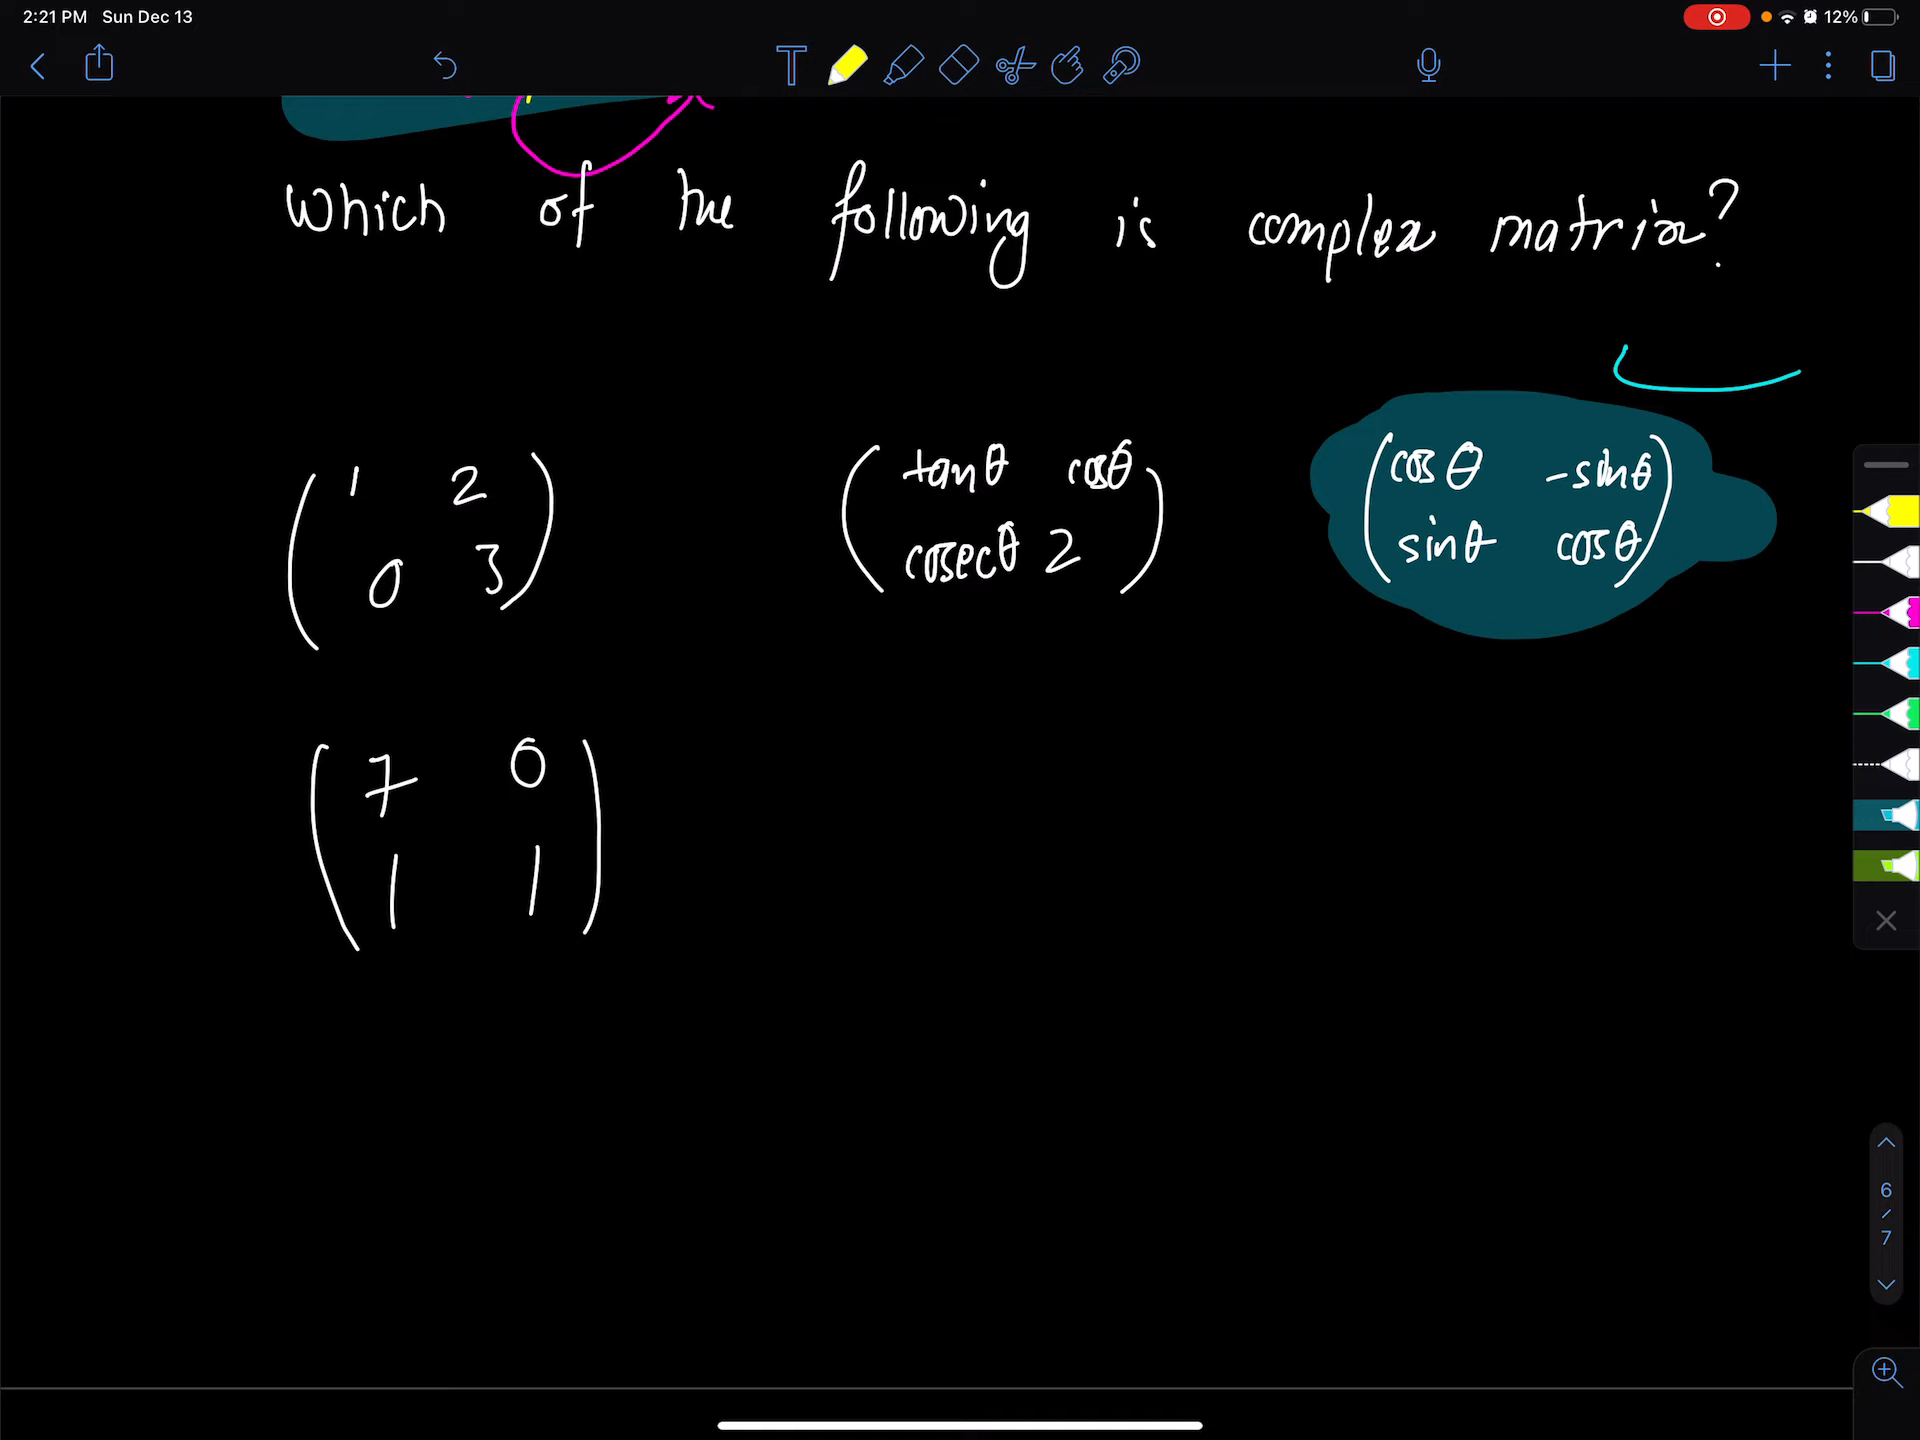 2:21 PM Sun Dec 13
12%
T
Which of the following is complex matrix?
( 1 2 ) ( tanθ cosθ ) ( cosθ -sinθ )
( 0 3 ) ( cosecθ 2 ) ( sinθ cosθ )
( 7 0 )
( 1 1 )
6
/
7